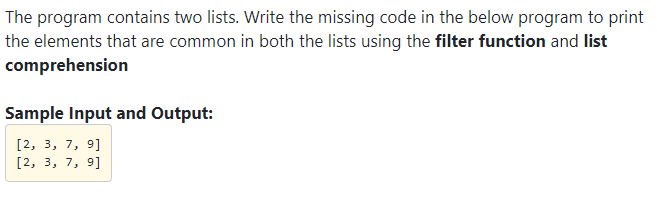 The program contains two lists. Write the missing code in the below program to print
the elements that are common in both the lists using the filter function and list
comprehension
Sample Input and Output:
[2, 3, 7, 9]
[2, 3, 7, 9]